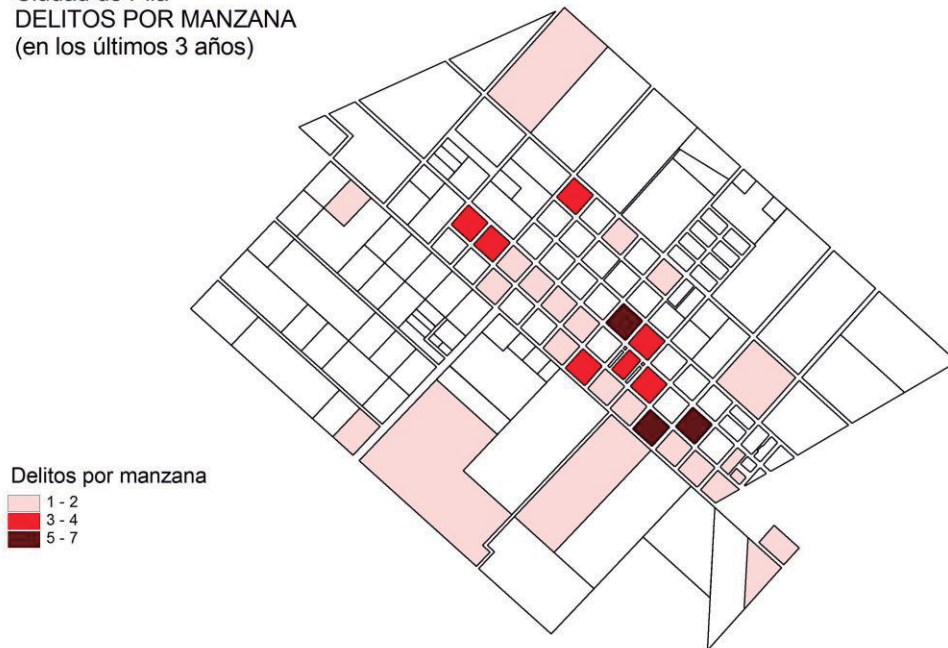 DELITOS POR MANZANA
(en los últimos 3 años)
Delitos por manzana
1 - 2
3 - 4
5 - 7